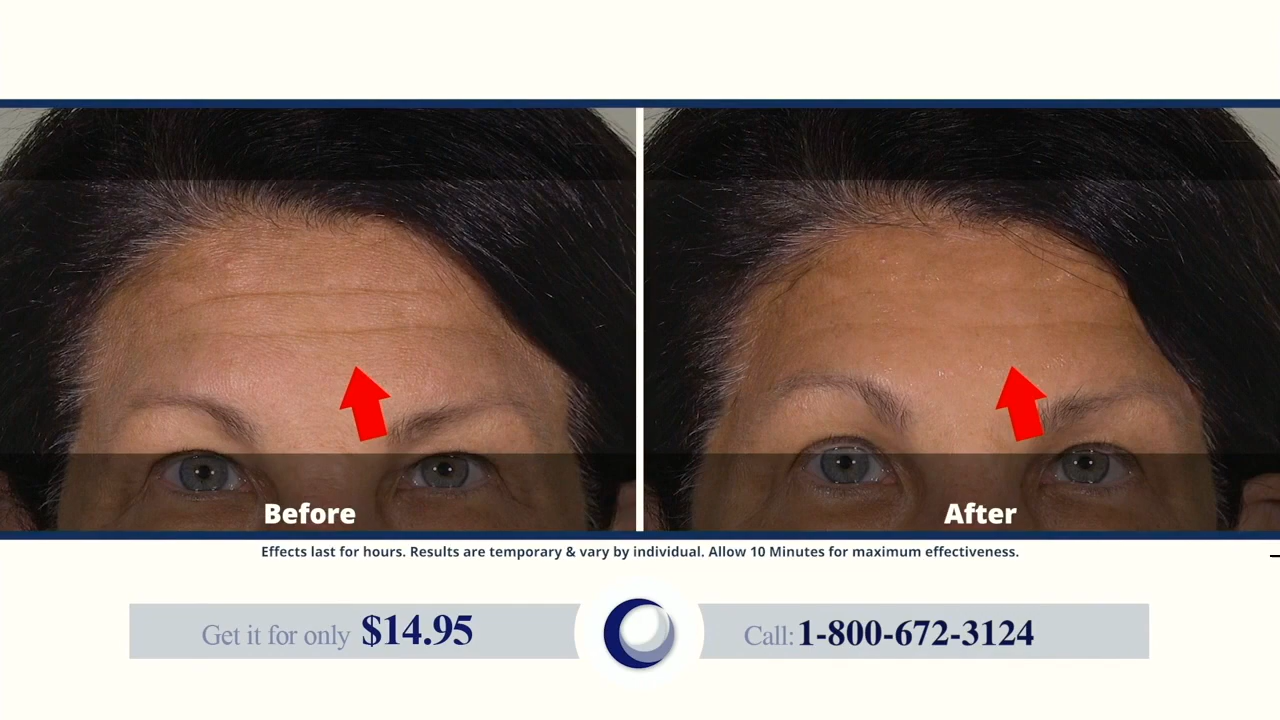 Before
After
Effects last for hours. Results are temporary & vary by individual. Allow 10 Minutes for maximum effectiveness.
Get it for only $14.95
Call: 1-800-672-3124